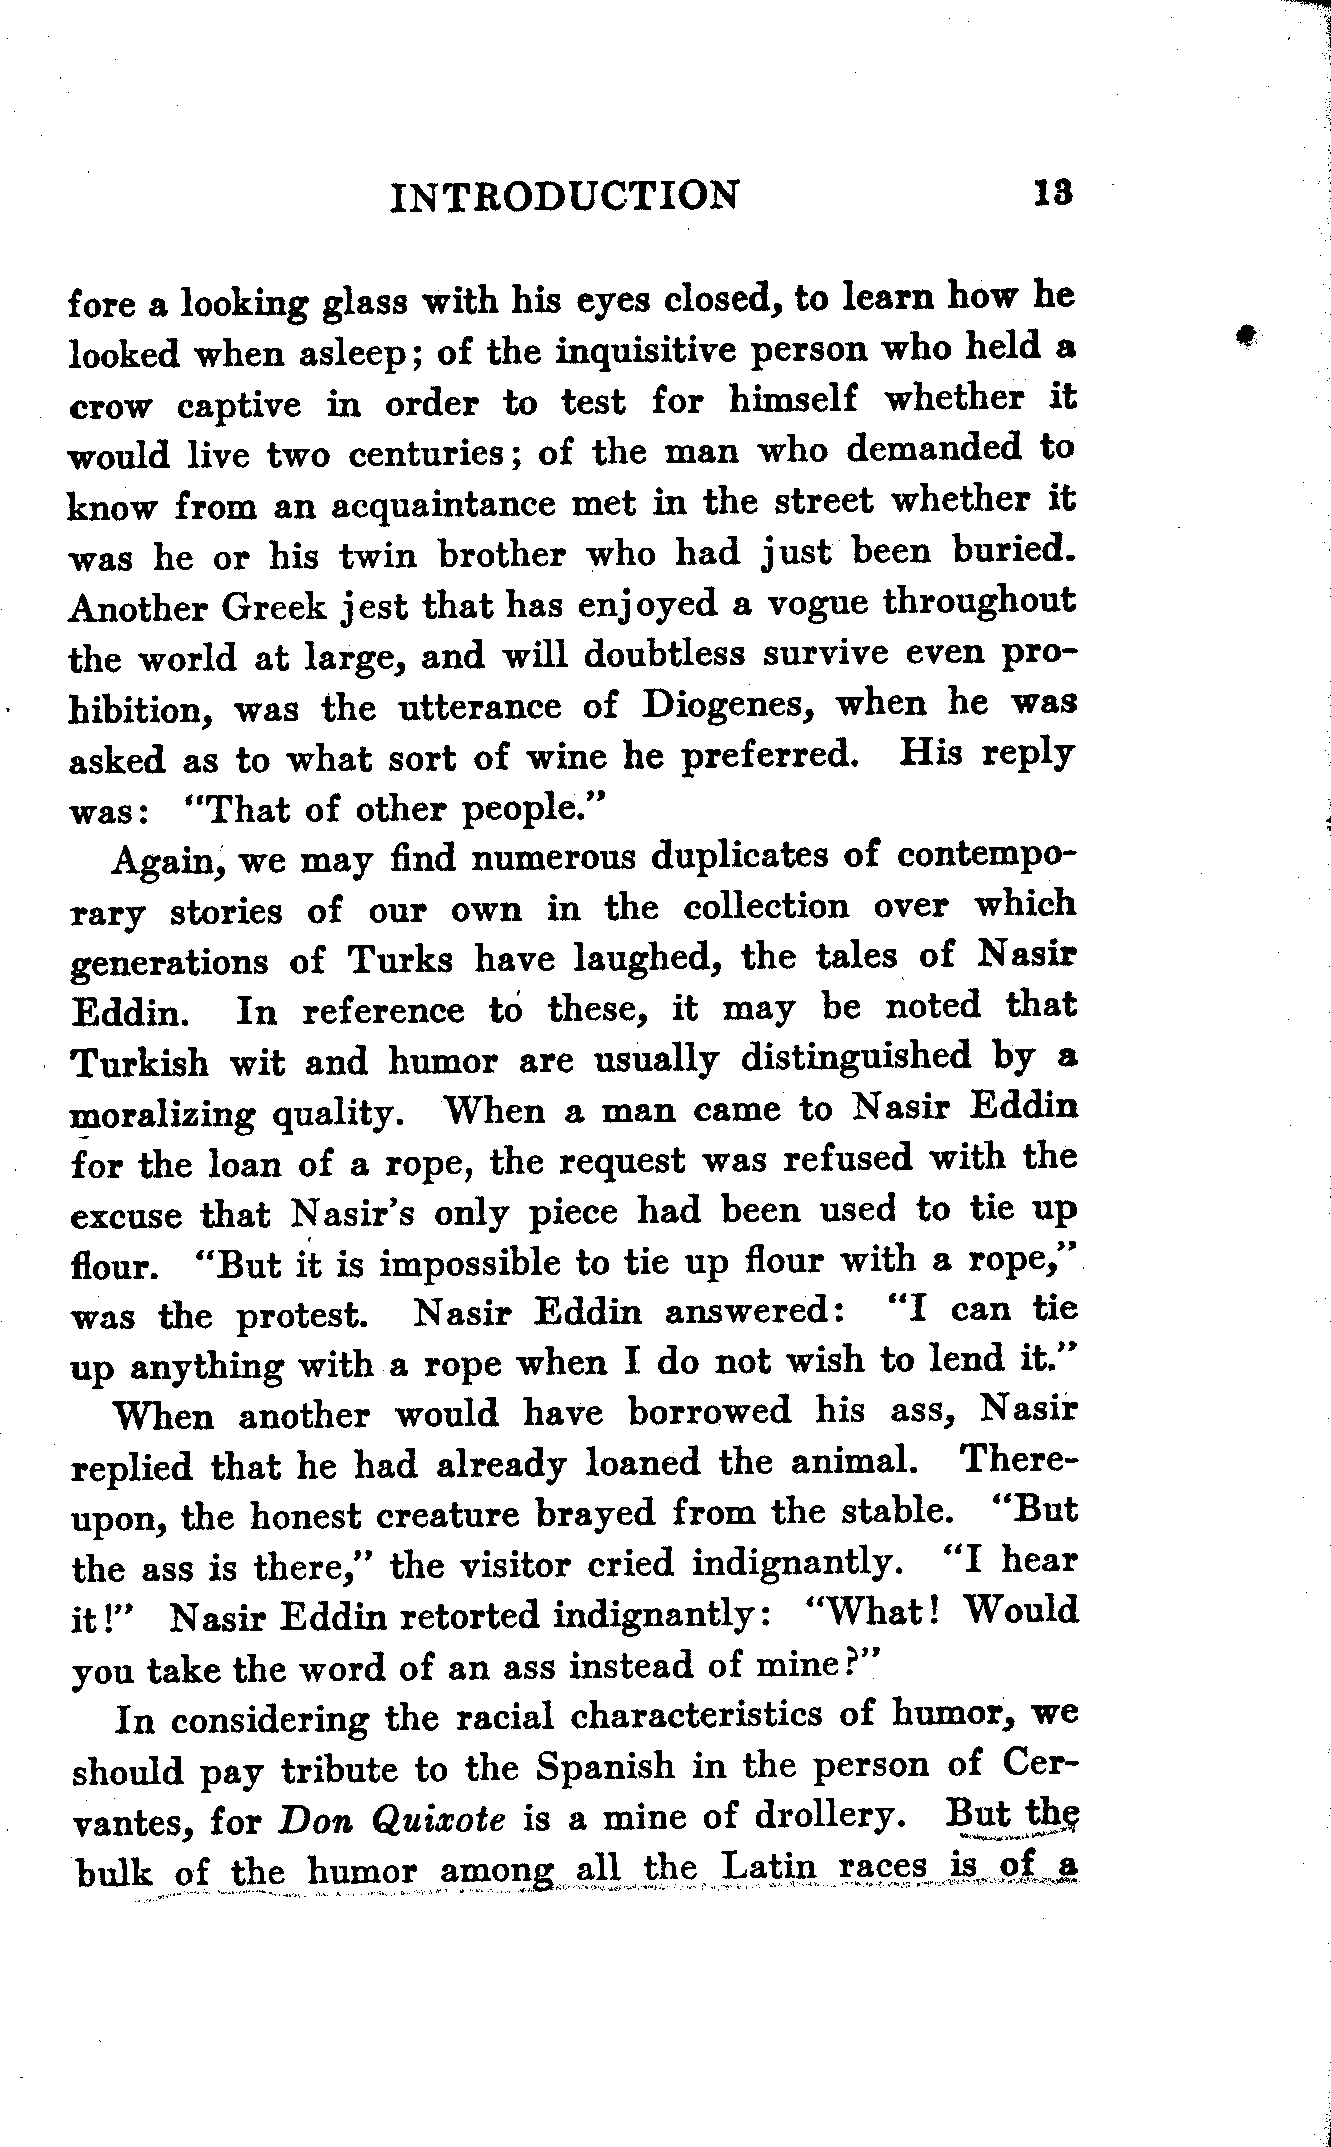 INTRODUCTION 13
fore a looking glass with his eyes closed, to learn how he
looked when asleep; of the inquisitive person who held a
crow captive in order to test for himself whether it
would live two centuries; of the man who demanded to
know from an acquaintance met in the street whether it
was he or his twin brother who had just been buried.
Another Greek jest that has enjoyed a vogue throughout
the world at large, and will doubtless survive even pro-
hibition, was the utterance of Diogenes, when he was
asked as to what sort of wine he preferred. His reply
was: "That of other people."
Again, we may find numerous duplicates of contempo-
rary stories of our own in the collection over which
generations of Turks have laughed, the tales of Nasir
Eddin. In reference to these, it may be noted that
Turkish wit and humor are usually distinguished by a
moralizing quality. When a man came to Nasir Eddin
for the loan of a rope, the request was refused with the
excuse that Nasir's only piece had been used to tie up
flour. "But it is impossible to tie up flour with a rope,"
was the protest. Nasir Eddin answered: "I can tie
up anything with a rope when I do not wish to lend it."
When another would have borrowed his ass, Nasir
replied that he had already loaned the animal. There-
upon, the honest creature brayed from the stable. "But
the ass is there," the visitor cried indignantly. "I hear
it!" Nasir Eddin retorted indignantly: "What! Would
you take the word of an ass instead of mine?"
In considering the racial characteristics of humor, we
should pay tribute to the Spanish in the person of Cer-
vantes, for Don Quixote is a mine of drollery. But the
bulk of the humor among all the Latin races is of a